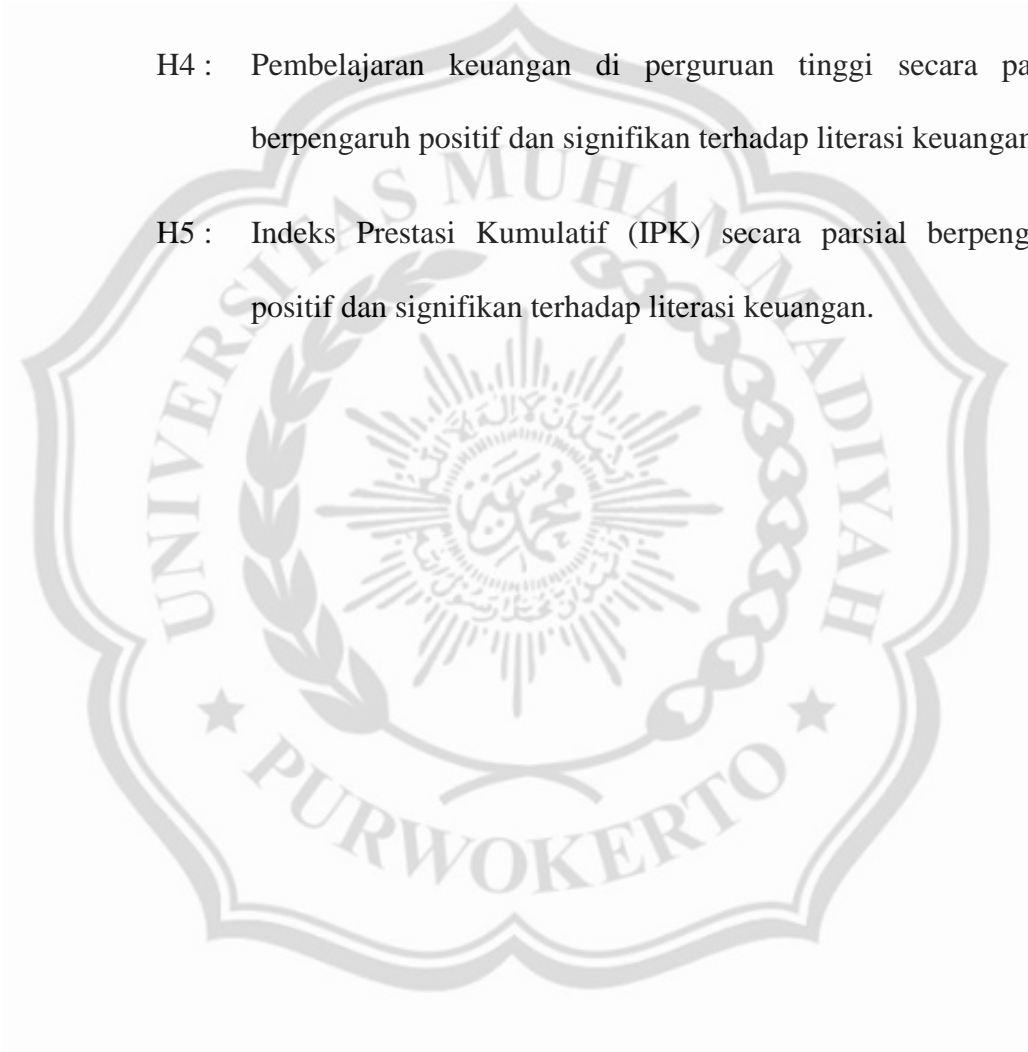 H4 : Pembelajaran keuangan di perguruan tinggi secara pa
berpengaruh positif dan signifikan terhadap literasi keuangan
H5 : Indeks Prestasi Kumulatif (IPK) secara parsial berpeng
positif dan signifikan terhadap literasi keuangan.
UNIVERSITAS MUHAMMADIYAH
PURWOKERTO